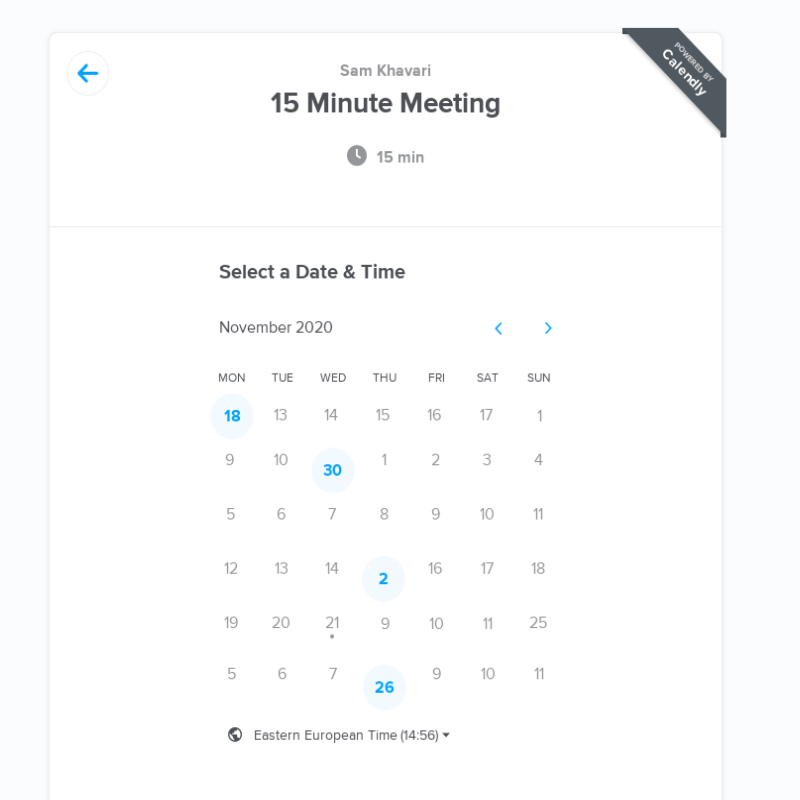 Sam Khavari
POWERED BY
Calendly
15 Minute Meeting
15 min
Select a Date & Time
November 2020
MON TUE WED THU FRI SAT SUN
18 13 14 15 16 17 1
9 10 30 1 2 3 4
5 6 7 8 9 10 11
12 13 14 2 16 17 18
19 20 21 9 10 11 25
5 6 7 26 9 10 11
Eastern European Time (14:56)